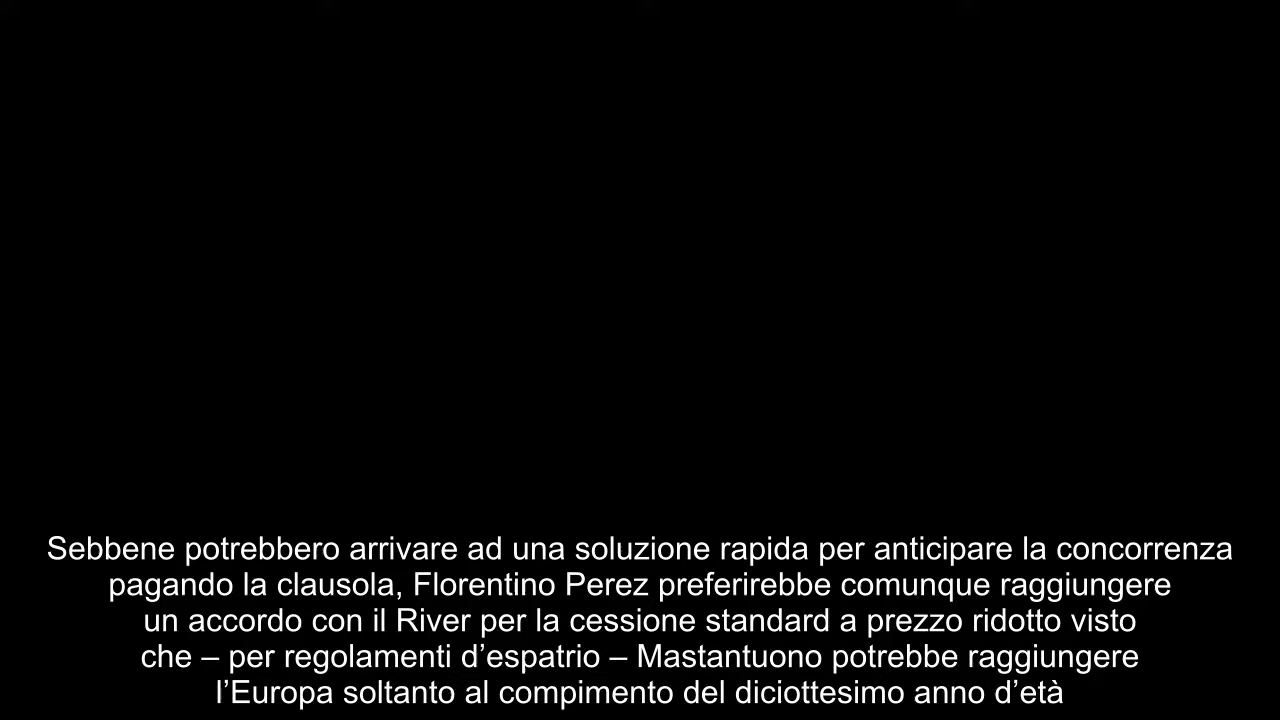 Sebbene potrebbero arrivare ad una soluzione rapida per anticipare la concorrenza
pagando la clausola, Florentino Perez preferirebbe comunque raggiungere
un accordo con il River per la cessione standard a prezzo ridotto visto
che – per regolamenti d’espatrio – Mastantuono potrebbe raggiungere
l’Europa soltanto al compimento del diciottesimo anno d’età